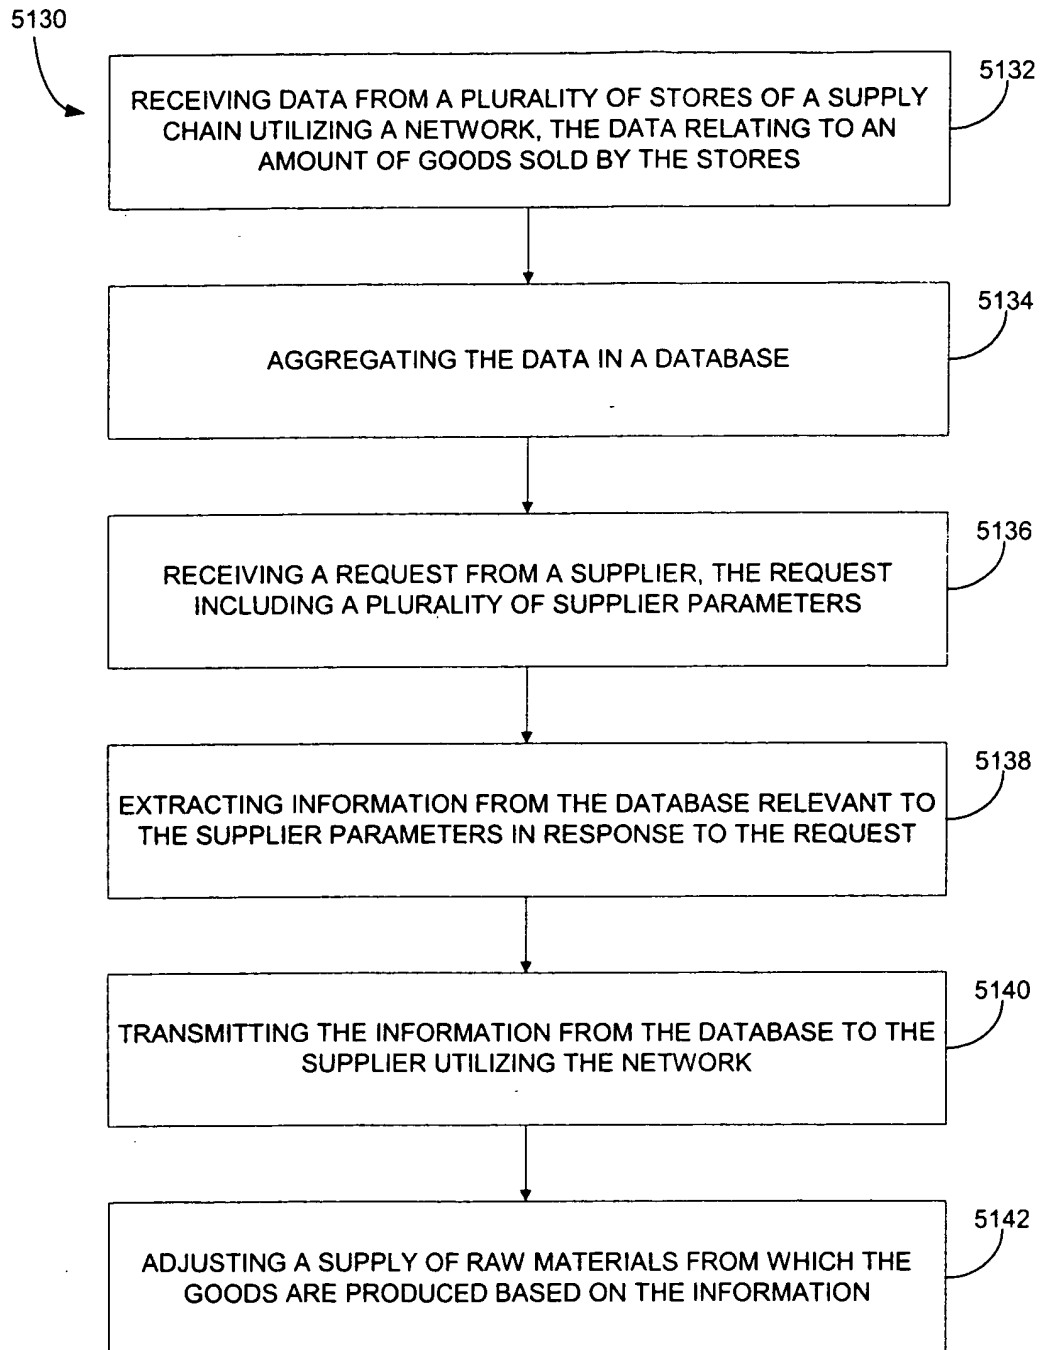 5130
5132
RECEIVING DATA FROM A PLURALITY OF STORES OF A SUPPLY
CHAIN UTILIZING A NETWORK, THE DATA RELATING TO AN
AMOUNT OF GOODS SOLD BY THE STORES
5134
AGGREGATING THE DATA IN A DATABASE
5136
RECEIVING A REQUEST FROM A SUPPLIER, THE REQUEST
INCLUDING A PLURALITY OF SUPPLIER PARAMETERS
5138
EXTRACTING INFORMATION FROM THE DATABASE RELEVANT TO
THE SUPPLIER PARAMETERS IN RESPONSE TO THE REQUEST
5140
TRANSMITTING THE INFORMATION FROM THE DATABASE TO THE
SUPPLIER UTILIZING THE NETWORK
5142
ADJUSTING A SUPPLY OF RAW MATERIALS FROM WHICH THE
GOODS ARE PRODUCED BASED ON THE INFORMATION